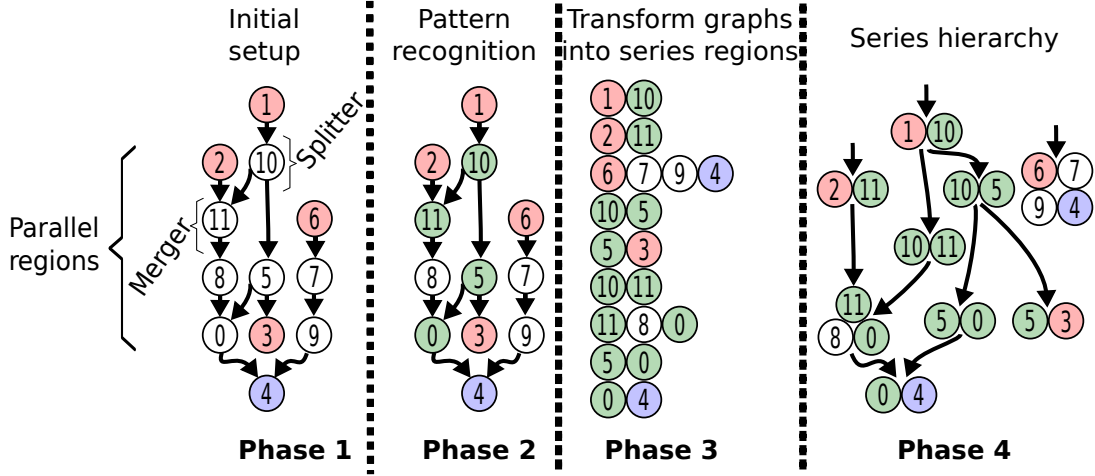 Initial
setup
Pattern
recognition
Transform graphs
into series regions
Series hierarchy
Parallel
regions
Merger
Splitter
1
2
10
11
6
8
5
7
0
3
9
4
Phase 1
1
2
10
11
6
8
5
7
0
3
9
4
Phase 2
1 10
2 11
6 7 9 4
10 5
5 3
10 11
11 8 0
5 0
0 4
Phase 3
1 10
2 11
10 5
6 7
9 4
10 11
11
8 0
5 0
5 3
0 4
Phase 4